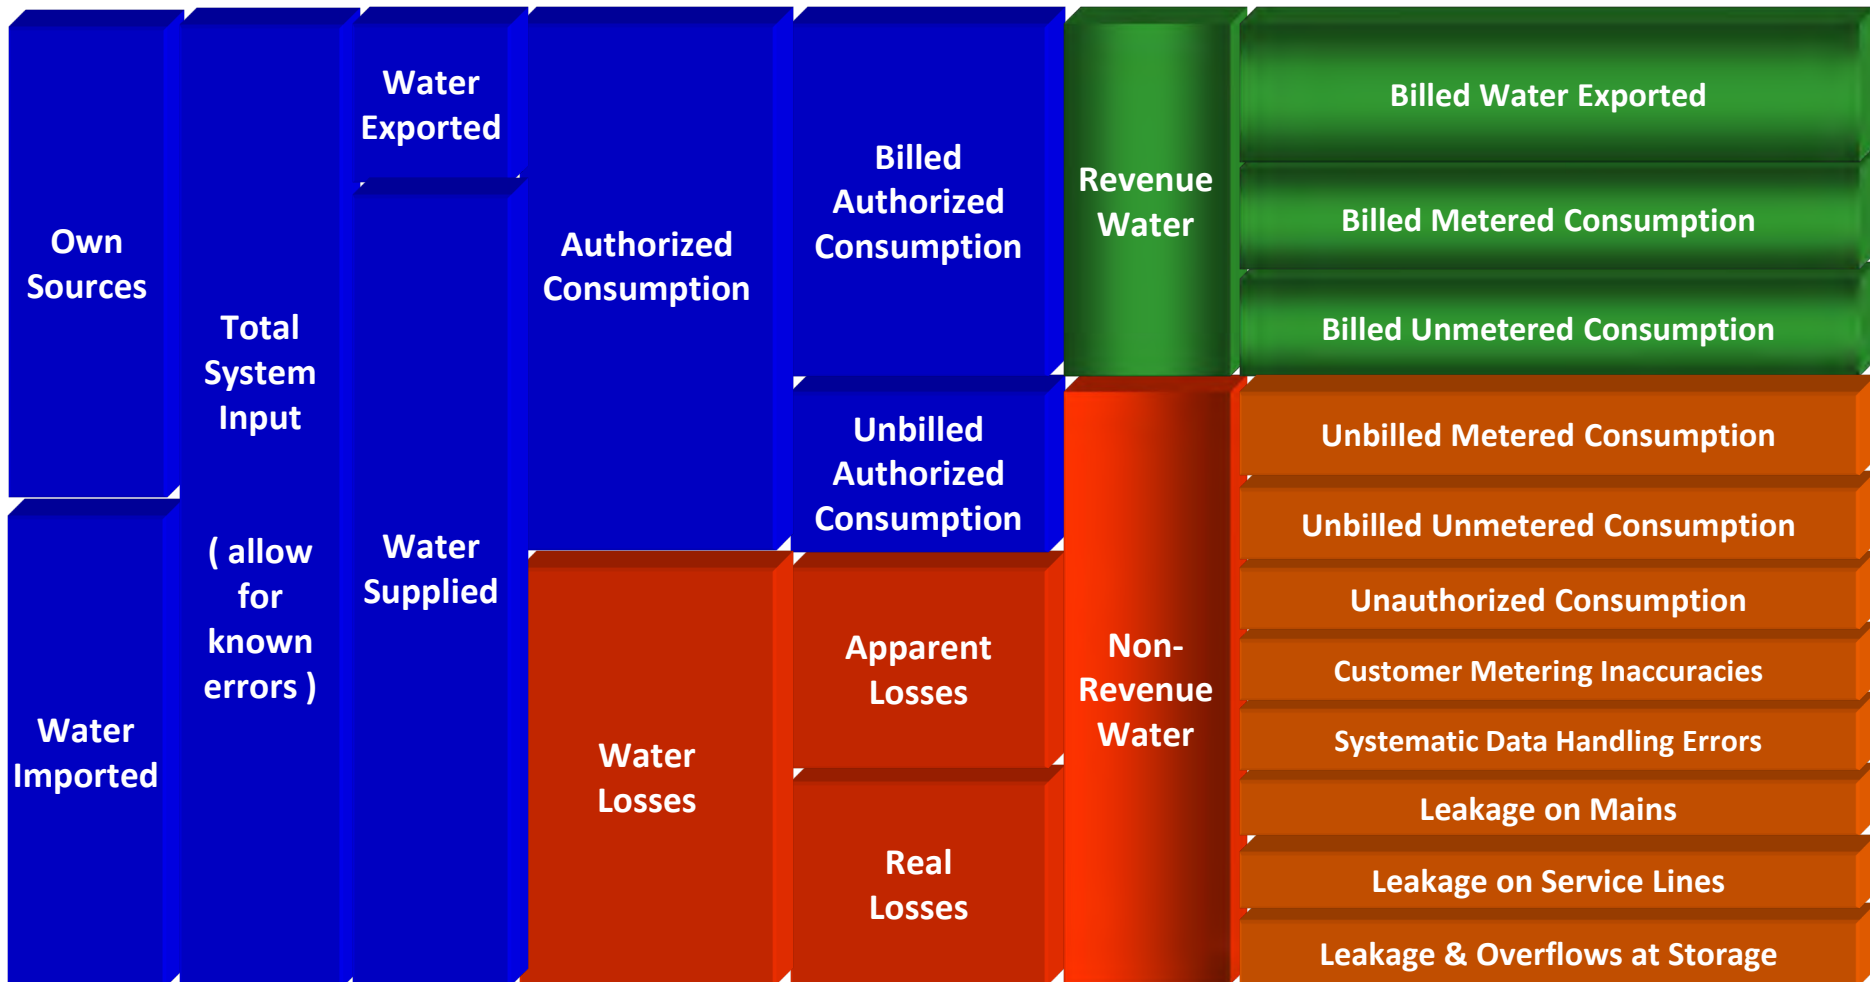 Own
Sources
Water
Imported
Total
System
Input
( allow
for
known
errors )
Water
Exported
Water
Supplied
Authorized
Consumption
Water
Losses
Billed
Authorized
Consumption
Unbilled
Authorized
Consumption
Apparent
Losses
Real
Losses
Revenue
Water
Non-
Revenue
Water
Billed Water Exported
Billed Metered Consumption
Billed Unmetered Consumption
Unbilled Metered Consumption
Unbilled Unmetered Consumption
Unauthorized Consumption
Customer Metering Inaccuracies
Systematic Data Handling Errors
Leakage on Mains
Leakage on Service Lines
Leakage & Overflows at Storage